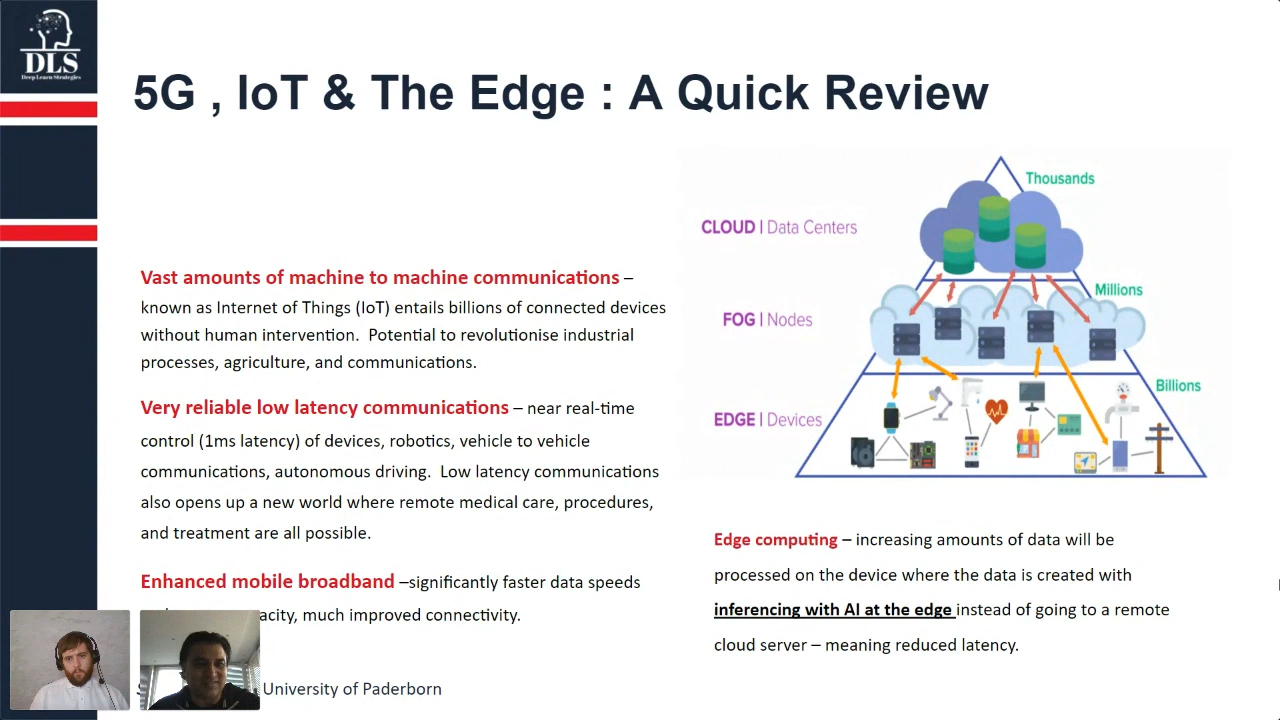 DLS
Deep Learn Strategies
5G , IoT & The Edge : A Quick Review
Vast amounts of machine to machine communications –
known as Internet of Things (IoT) entails billions of connected devices
without human intervention. Potential to revolutionise industrial
processes, agriculture, and communications.
Very reliable low latency communications – near real-time
control (1ms latency) of devices, robotics, vehicle to vehicle
communications, autonomous driving. Low latency communications
also opens up a new world where remote medical care, procedures,
and treatment are all possible.
Enhanced mobile broadband –significantly faster data speeds
much improved connectivity.
University of Paderborn
Thousands
CLOUD | Data Centers
Millions
FOG | Nodes
Billions
EDGE | Devices
Edge computing – increasing amounts of data will be
processed on the device where the data is created with
inferencing with AI at the edge instead of going to a remote
cloud server – meaning reduced latency.